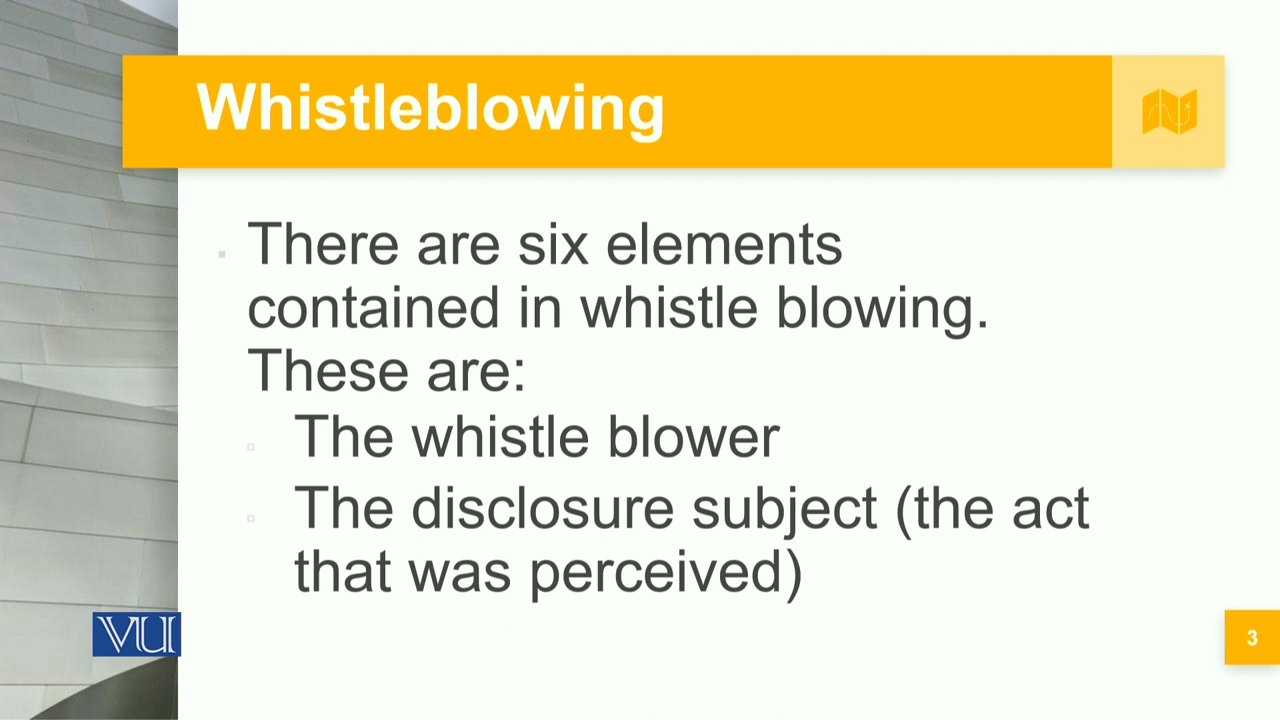 Whistleblowing
There are six elements
contained in whistle blowing.
These are:
The whistle blower
The disclosure subject (the act
that was perceived)
VU
3